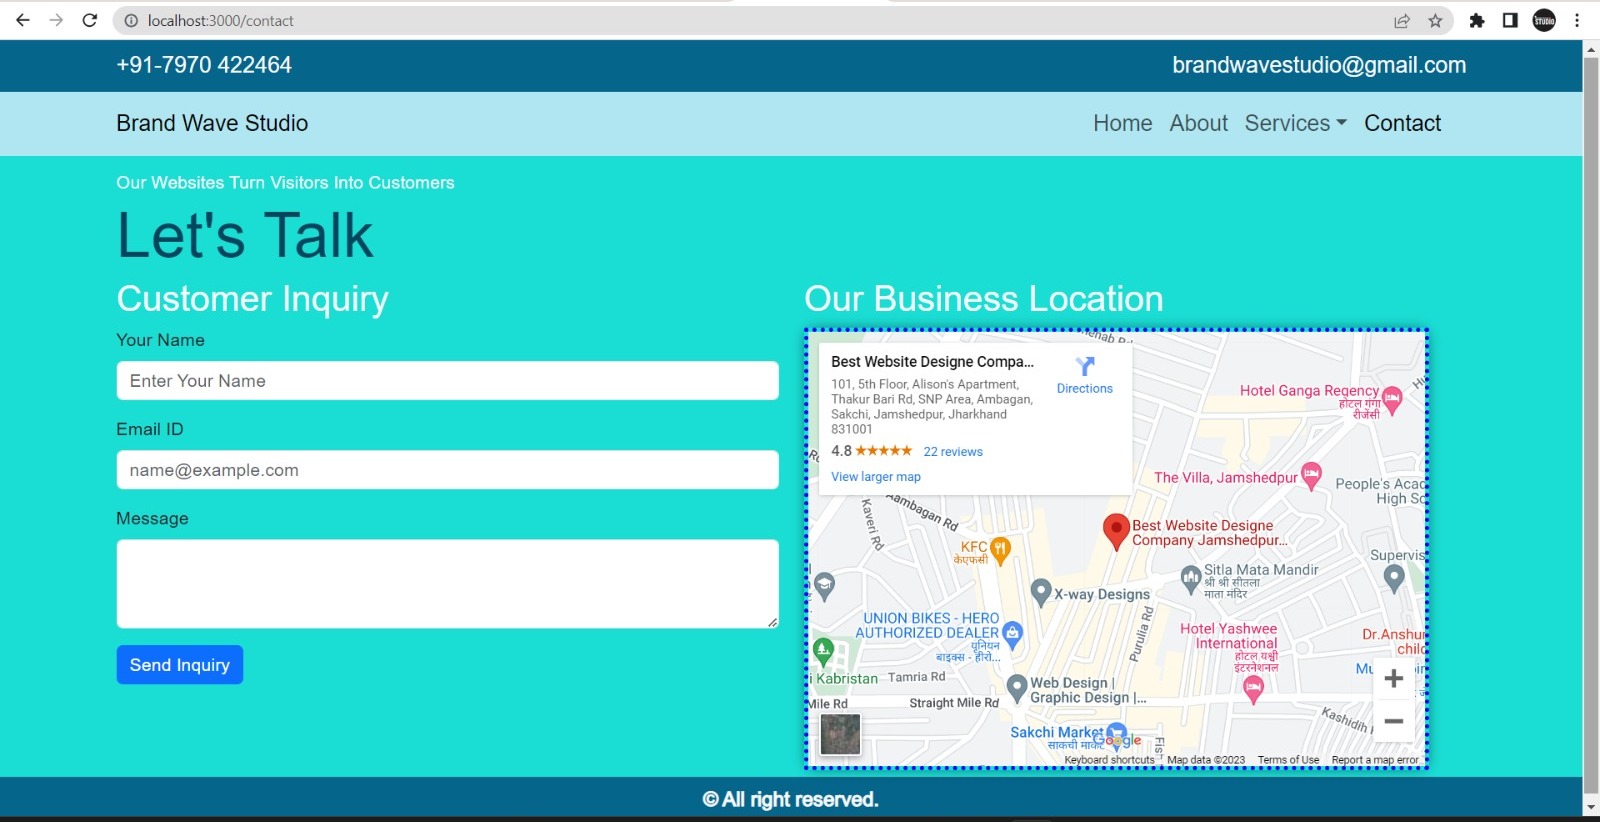 localhost:3000/contact
+91-7970 422464
brandwavestudio@gmail.com
Brand Wave Studio
Home
About
Services
Contact
Our Websites Turn Visitors Into Customers
Let's Talk
Customer Inquiry
Your Name
Enter Your Name
Email ID
name@example.com
Message
Send Inquiry
Our Business Location
Best Website Designe Compa...
101, 5th Floor, Alison's Apartment,
Thakur Bari Rd, SNP Area, Ambagan,
Sakchi, Jamshedpur, Jharkhand
831001
4.8
22 reviews
View larger map
Directions
Hotel Ganga Regency
होटल गंगा
रीजेंसी
The Villa, Jamshedpur
People's Acad
High Sc
Aambagan Rd
Kaveri Rd
Best Website Designe
Company Jamshedpur...
KFC
केएफसी
Supervis
Sitla Mata Mandir
श्री श्री सीतला
माता मंदिर
X-way Designs
UNION BIKES - HERO
AUTHORIZED DEALER
यूनियन
बाइक्स - हीरो...
Purulia Rd
Hotel Yashwee
International
होटल यश्वी
इंटरनेशनल
Dr.Anshur
i Kabristan
Tamria Rd
Mile Rd
Straight Mile Rd
Web Design |
Graphic Design |...
Kashidih
Sakchi Market
साकची मार्केट
Google
Keyboard shortcuts
Map data ©2023
Terms of Use
Report a map error
© All right reserved.